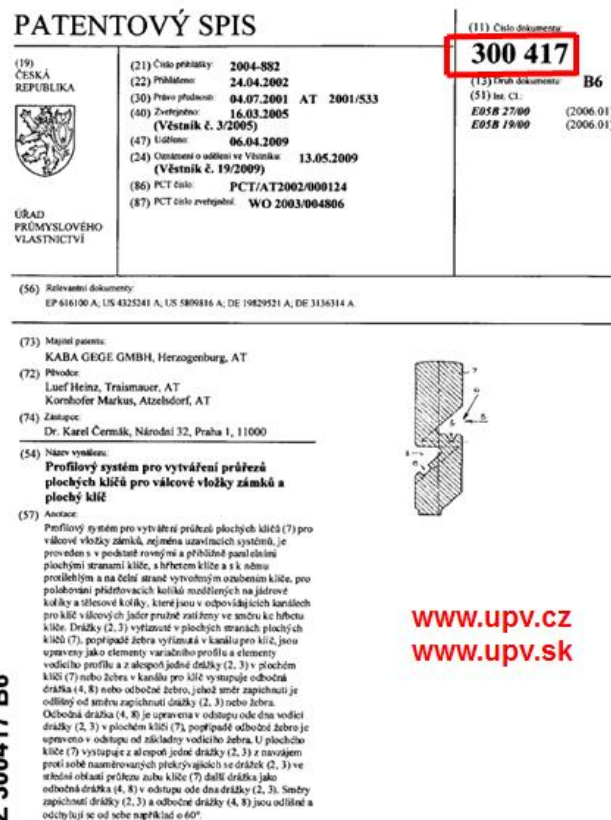 PATENTOVÝ SPIS
(11) Číslo dokumentu:
300 417
(19)
ČESKÁ
REPUBLIKA
ÚŘAD
PRŮMYSLOVÉHO
VLASTNICTVÍ
(21) Číslo přihlášky: 2004-882
(22) Přihlášeno: 24.04.2002
(30) Právo přednosti: 04.07.2001 AT 2001/533
(40) Zveřejněno: 16.03.2005
(Věstník č. 3/2005)
(47) Uděleno: 06.04.2009
(24) Oznámení o udělení ve Věstníku: 13.05.2009
(Věstník č. 19/2009)
(86) PCT číslo: PCT/AT2002/000124
(87) PCT číslo zveřejnění: WO 2003/004806
(13) Druh dokumentu: B6
(51) Int. Cl.:
E05B 27/00 (2006.01)
E05B 19/00 (2006.01)
(56) Relevantní dokumenty:
EP 616100 A; US 4325241 A; US 5809816 A; DE 19829521 A; DE 3136314 A.
(73) Majitel patentu:
KABA GEGE GMBH, Herzogenburg, AT
(72) Původce:
Luef Heinz, Traismauer, AT
Kornhofer Markus, Atzelsdorf, AT
(74) Zástupce:
Dr. Karel Čermák, Národní 32, Praha 1, 11000
(54) Název vynálezu:
Profilový systém pro vytváření průřezů
plochých klíčů pro válcové vložky zámků a
plochý klíč
(57) Anotace:
Profilový systém pro vytváření průřezů plochých klíčů (7) pro
válcové vložky zámků, zejména uzavíracích systémů, je
proveden s v podstatě rovnými a přibližně paralelními
plochými stranami klíče, s hřbetem klíče a s k němu
protilehlým a na čelní straně vytvořeným ozubením klíče, pro
polohování přidržovacích kolíků rozdělených na jádrové
kolíky a tělesové kolíky, které jsou v odpovídajících kanálech
pro klíč válcových jader pružně zatíženy ve směru ke hřbetu
klíče. Drážky (2, 3) vyříznuté v plochých stranách plochých
klíčů (7), popřípadě žebra vyříznutá v kanálu pro klíč, jsou
upraveny jako elementy variačního profilu a elementy
vodicího profilu a z alespoň jedné drážky (2, 3) v plochém
klíči (7) nebo žebra v kanálu pro klíč vystupuje odbočná
drážka (4, 8) nebo odbočné žebro, jehož směr zapichnutí je
odlišný od směru zapichnutí drážky (2, 3) nebo žebra.
Odbočná drážka (4, 8) je upravena v odstupu ode dna vodicí
drážky (2, 3) v plochém klíči (7), popřípadě odbočné žebro je
upraveno v odstupu od základny vodicího žebra. U plochého
klíče (7) vystupuje z alespoň jedné drážky (2, 3) z navzájem
proti sobě nasměrovaných překrývajících se drážek (2, 3) ve
střední oblasti průřezu zubu klíče (7) další drážka jako
odbočná drážka (4, 8) v odstupu ode dna drážky (2, 3). Směry
zapichnutí drážky (2, 3) a odbočné drážky (4, 8) jsou odlišné a
odchylují se od sebe například o 60°.
www.upv.cz
www.upv.sk